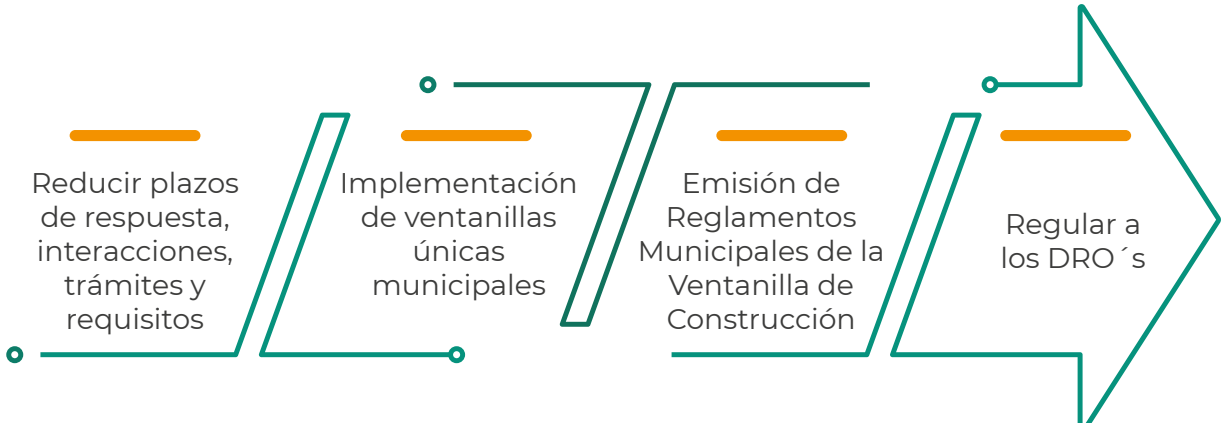 Reducir plazos
de respuesta,
interacciones,
trámites y
requisitos
Implementación
de ventanillas
únicas
municipales
Emisión de
Reglamentos
Municipales de la
Ventanilla de
Construcción
Regular a
los DRO´s